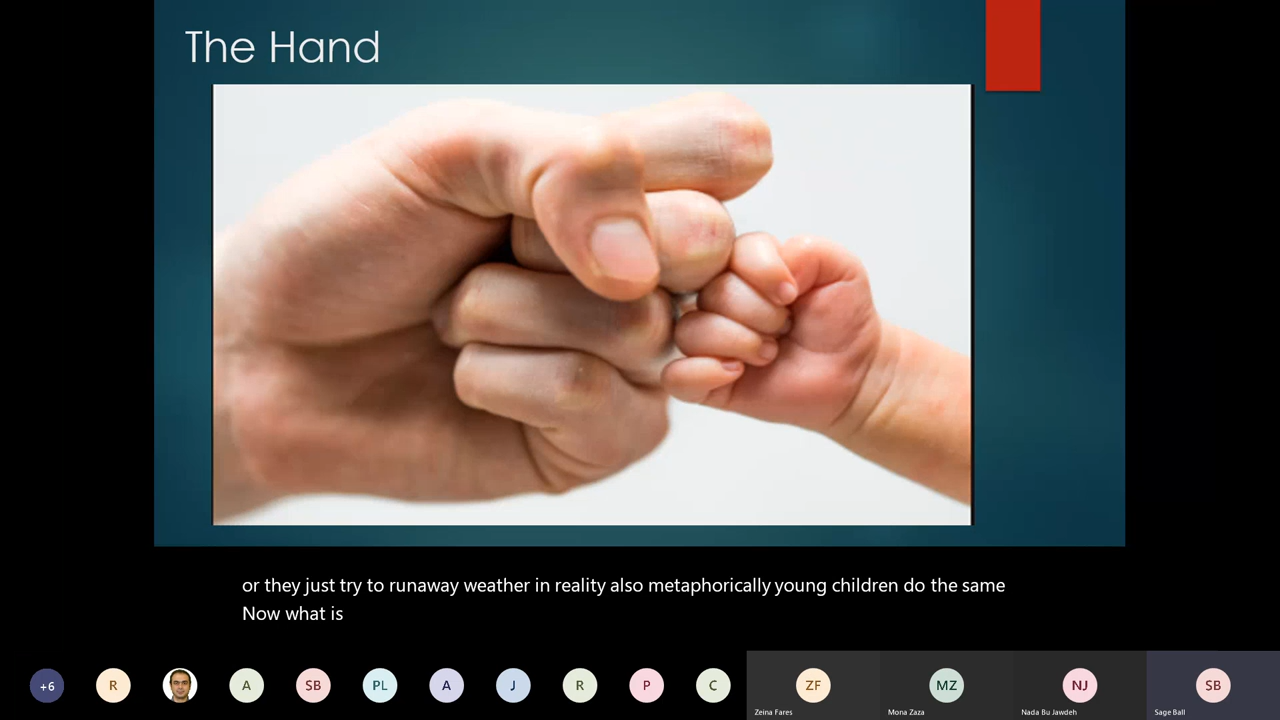 The Hand
or they just try to runaway weather in reality also metaphorically young children do the same
Now what is
+6
R
A
SB
PL
A
J
R
P
C
ZF
MZ
NJ
SB
Zeina Fares
Mona Zaza
Nada Bu Jawdeh
Sage Ball